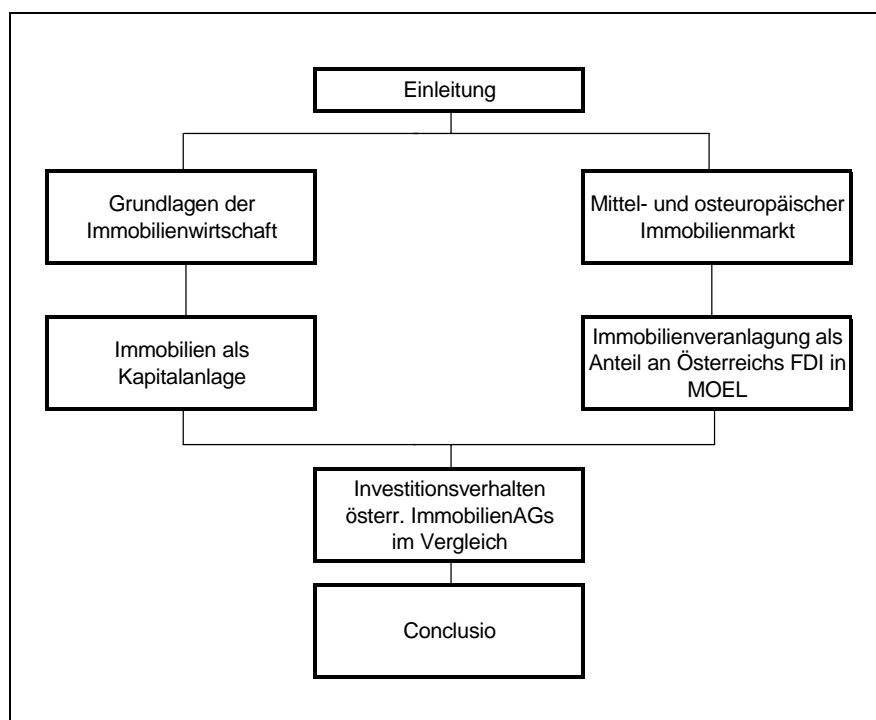 Einleitung
Grundlagen der
Immobilienwirtschaft
Mittel- und osteuropäischer
Immobilienmarkt
Immobilien als
Kapitalanlage
Immobilienveranlagung als
Anteil an Österreichs FDI in
MOEL
Investitionsverhalten
österr. ImmobilienAGs
im Vergleich
Conclusio